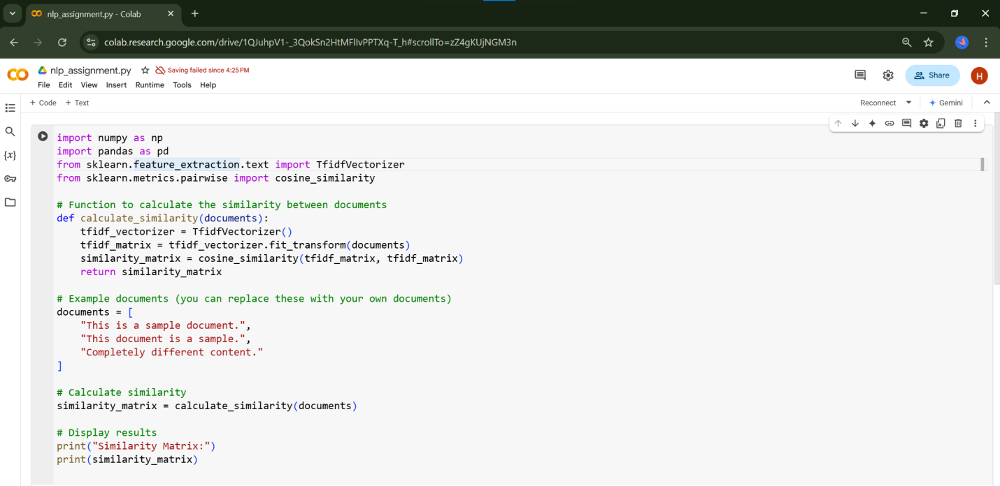 nlp_assignment.py - Colab
colab.research.google.com/drive/1QJuhpV1-_3QokSn2HtMFIlvPPTXq-T_h#scrollTo=zZ4gKUjNGM3n
nlp_assignment.py
Saving failed since 4:25 PM
File Edit View Insert Runtime Tools Help
Share
H
+ Code + Text
Reconnect
Gemini
{x}
import numpy as np
import pandas as pd
from sklearn.feature_extraction.text import TfidfVectorizer
from sklearn.metrics.pairwise import cosine_similarity
# Function to calculate the similarity between documents
def calculate_similarity(documents):
    tfidf_vectorizer = TfidfVectorizer()
    tfidf_matrix = tfidf_vectorizer.fit_transform(documents)
    similarity_matrix = cosine_similarity(tfidf_matrix, tfidf_matrix)
    return similarity_matrix
# Example documents (you can replace these with your own documents)
documents = [
    "This is a sample document.",
    "This document is a sample.",
    "Completely different content."
]
# Calculate similarity
similarity_matrix = calculate_similarity(documents)
# Display results
print("Similarity Matrix:")
print(similarity_matrix)